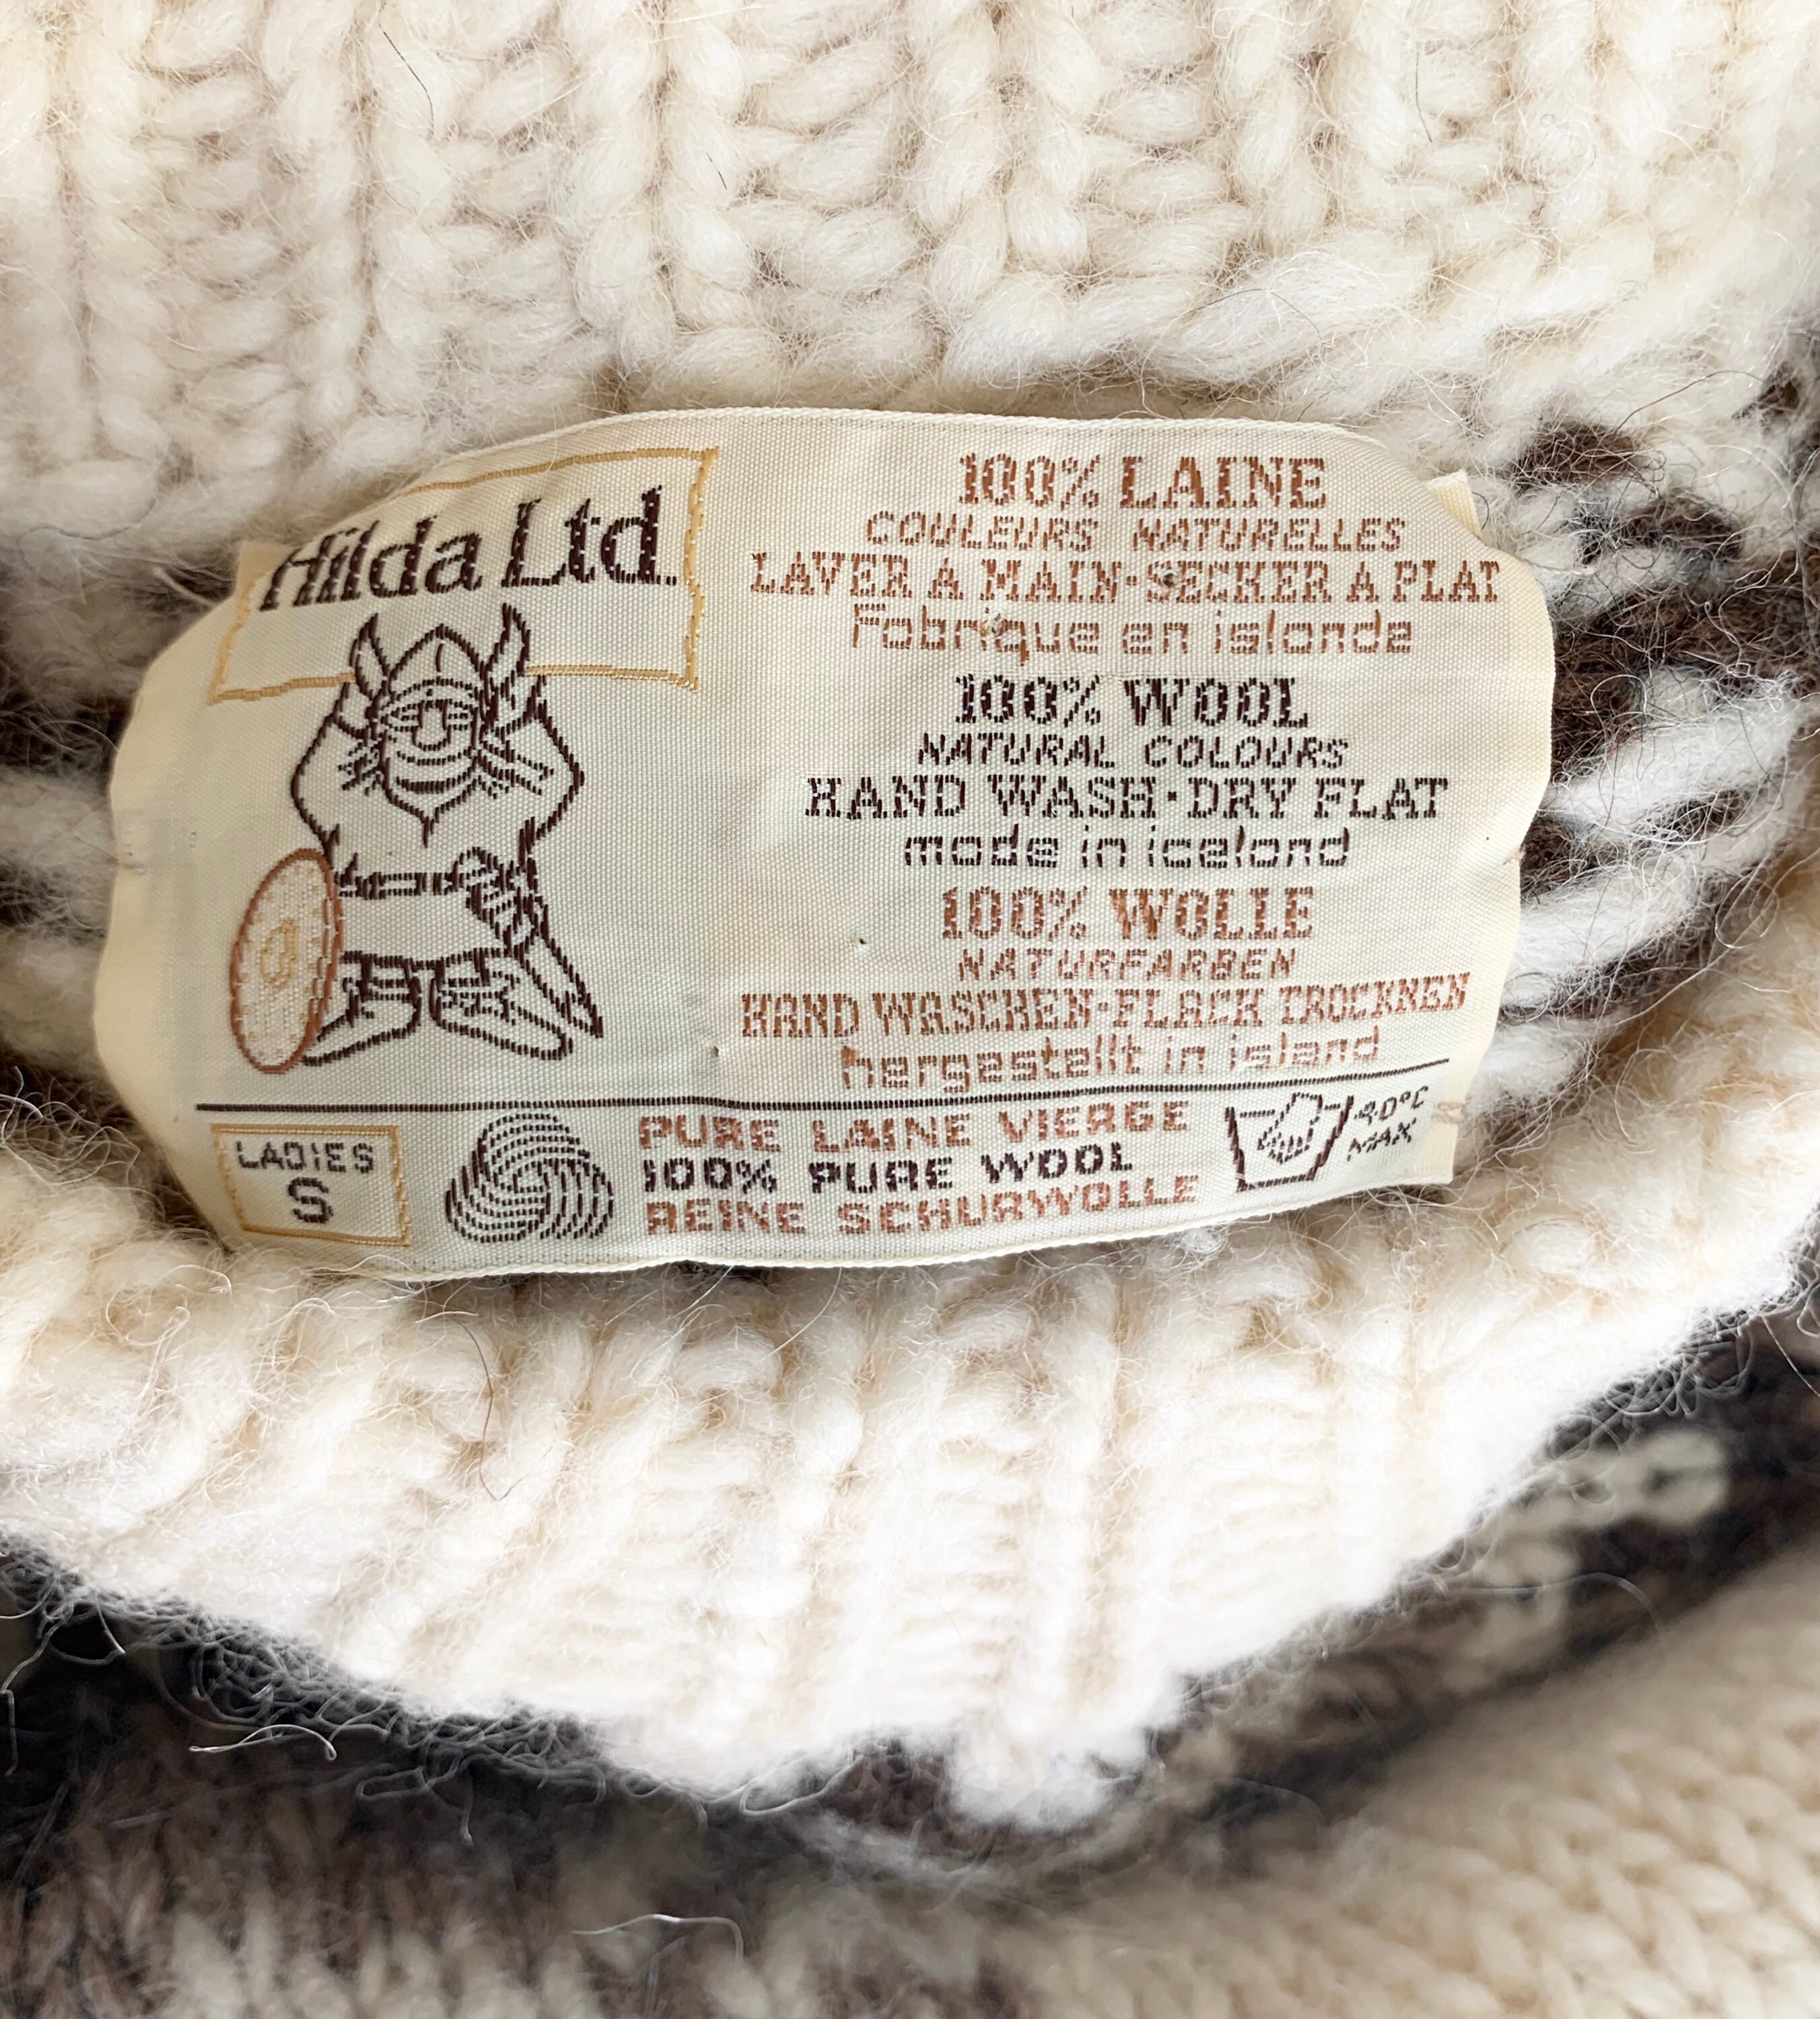 Hilda Ltd.
100% LAINE
COULEURS NATURELLES
LAVER A MAIN·SECHER A PLAT
Fabrique en islande
100% WOOL
NATURAL COLOURS
HAND WASH·DRY FLAT
made in iceland
100% WOLLE
NATURFARBEN
HAND WASCHEN·FLACH TROCKNEN
hergestellt in island
LADIES
S
PURE LAINE VIERGE
100% PURE WOOL
REINE SCHURWOLLE
MAX